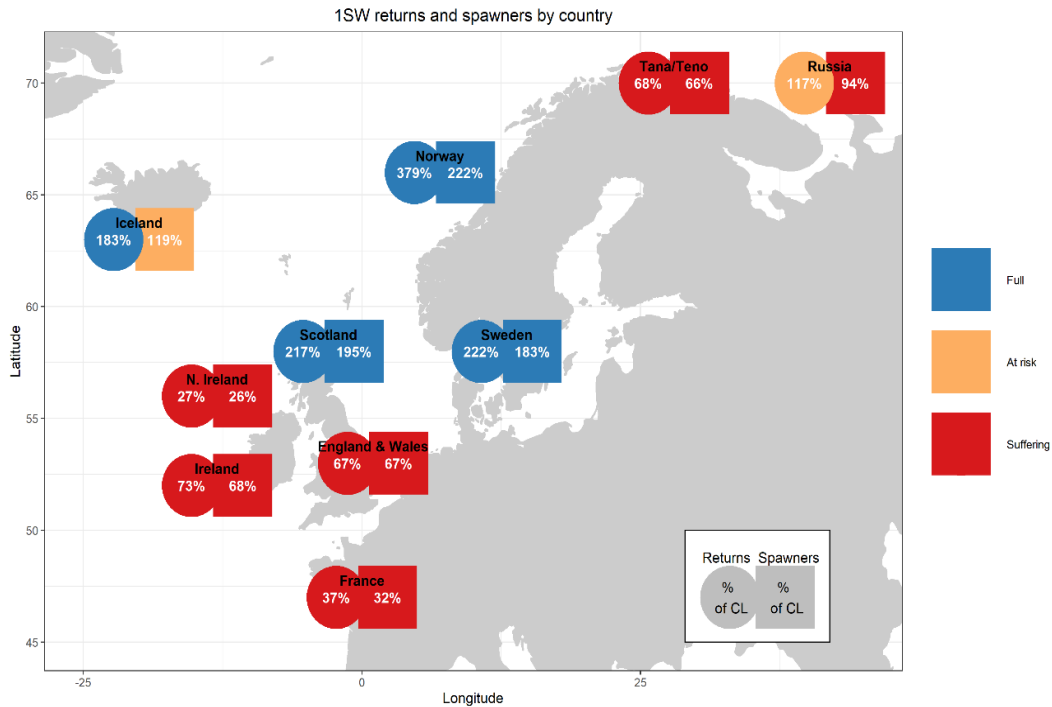 1SW returns and spawners by country
70
65
60
55
50
45
Latitude
-25
0
25
Longitude
Tana/Teno
68% 66%
Russia
117% 94%
Norway
379% 222%
Iceland
183% 119%
Scotland
217% 195%
Sweden
222% 183%
N. Ireland
27% 26%
England & Wales
67% 67%
Ireland
73% 68%
France
37% 32%
Returns Spawners
% %
of CL of CL
Full
At risk
Suffering